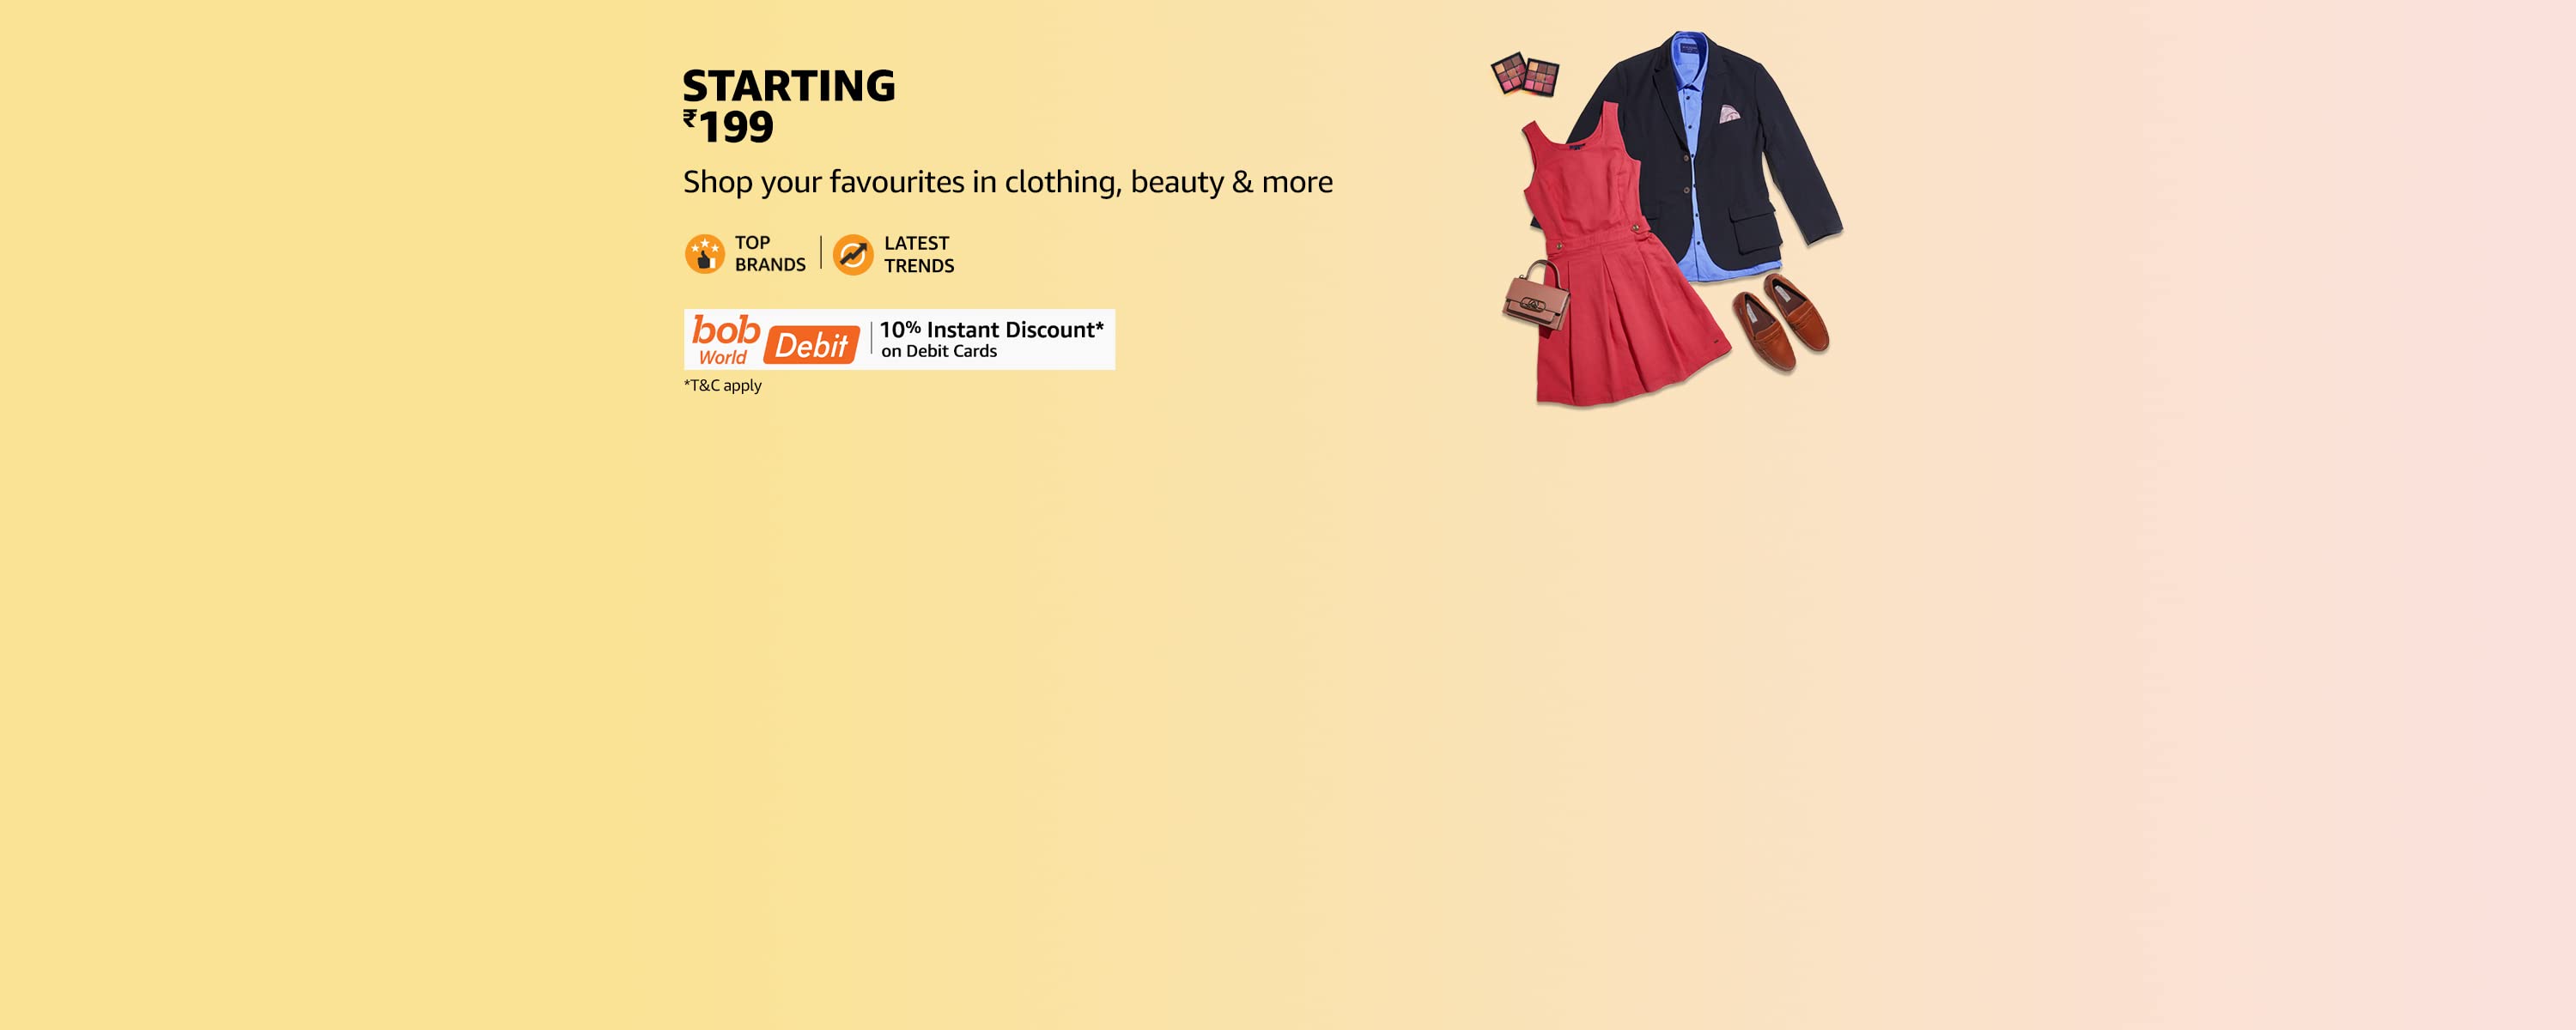 STARTING
₹199
Shop your favourites in clothing, beauty & more
TOP
BRANDS
LATEST
TRENDS
bob
World
Debit
10% Instant Discount*
on Debit Cards
*T&C apply